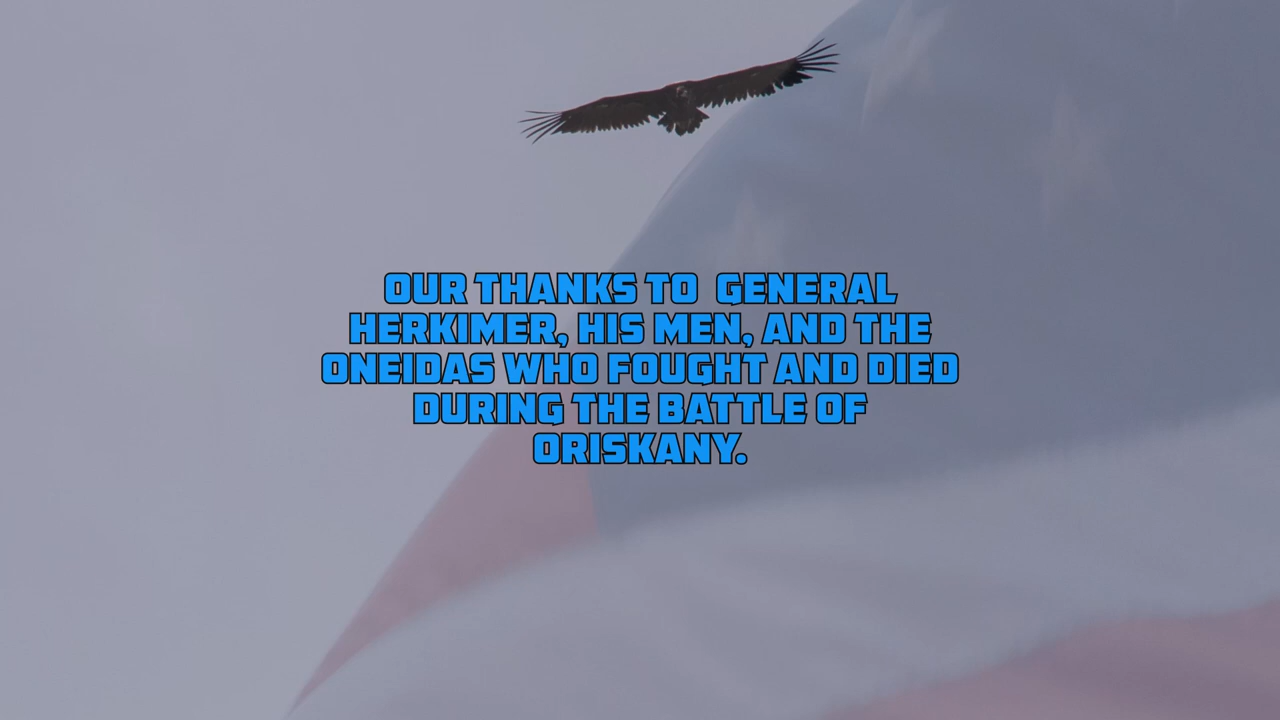 OUR THANKS TO  GENERAL
HERKIMER, HIS MEN, AND THE
ONEIDAS WHO FOUGHT AND DIED
DURING THE BATTLE OF
ORISKANY.